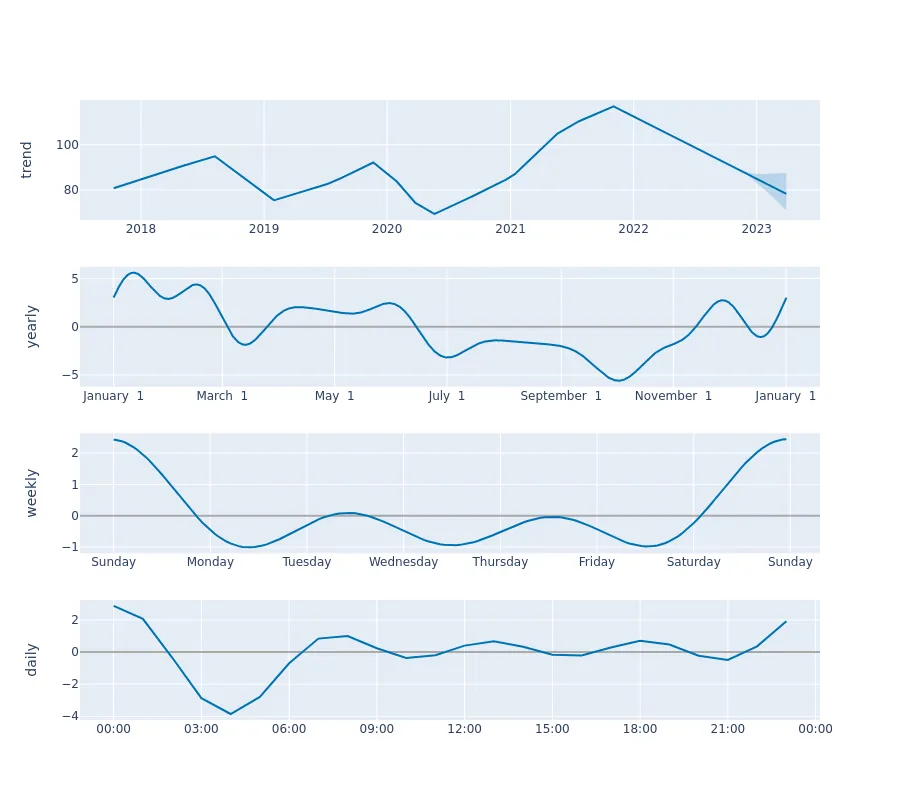 trend
100
80
2018 2019 2020 2021 2022 2023
yearly
5
0
−5
January 1 March 1 May 1 July 1 September 1 November 1 January 1
weekly
2
1
0
−1
Sunday Monday Tuesday Wednesday Thursday Friday Saturday Sunday
daily
2
0
−2
−4
00:00 03:00 06:00 09:00 12:00 15:00 18:00 21:00 00:00